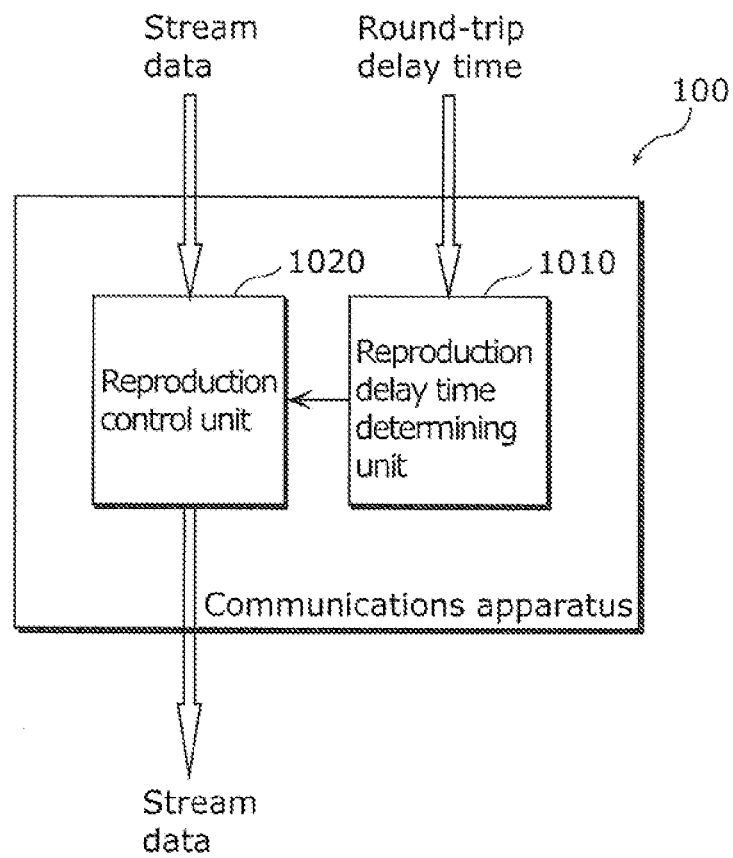 Stream
data
Round-trip
delay time
100
1020
1010
Reproduction
control unit
Reproduction
delay time
determining
unit
Communications apparatus
Stream
data